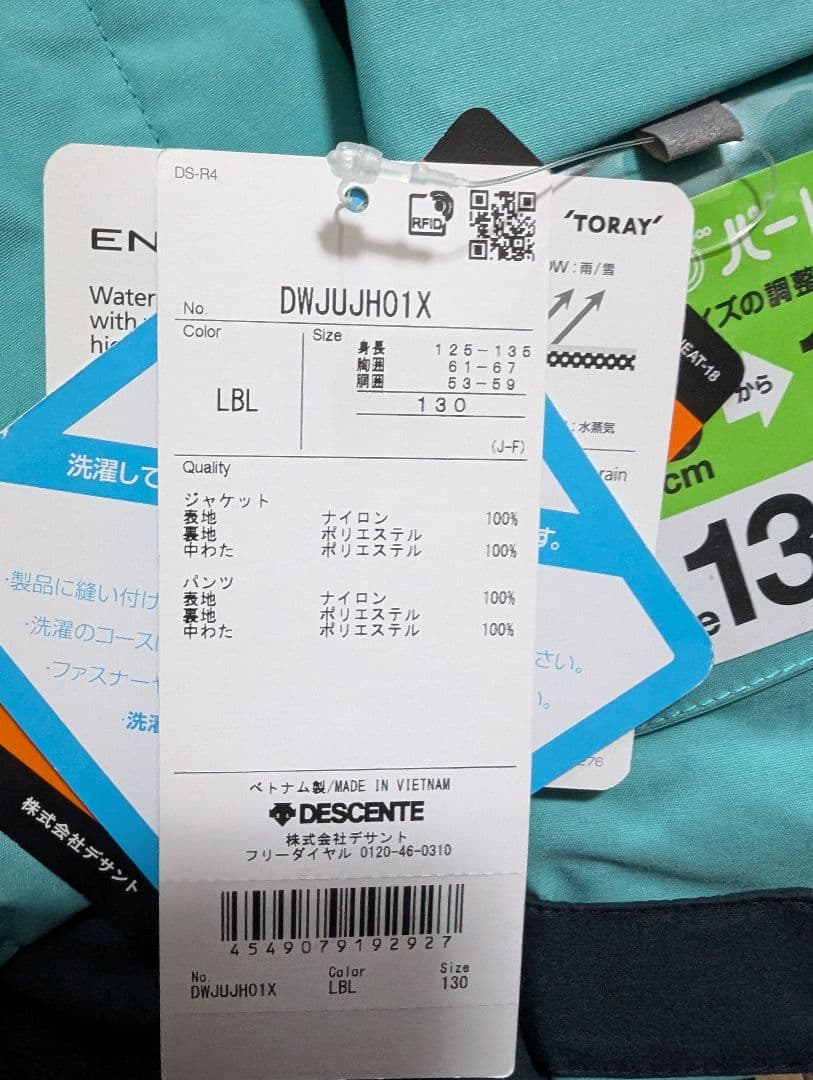 DS-R4
RFID
No. DWJUJH01X
Color
LBL
Size
身長 125-135
胸囲 61-67
胴囲 53-59
130
(J-F)
Quality
ジャケット
表地 ナイロン 100%
裏地 ポリエステル
中わた ポリエステル 100%
パンツ
表地 ナイロン 100%
裏地 ポリエステル
中わた ポリエステル 100%
ベトナム製/MADE IN VIETNAM
DESCENTE
株式会社デサント
フリーダイヤル 0120-46-0310
4549079192927
No. Color Size
DWJUJH01X LBL 130
EN
Water
with
'TORAY'
:雨/雪
:水蒸気
rain
EAT-18
から
cm
13
ズの調整
洗濯して
す。
·製品に縫い付け
·洗濯のコース
·ファスナー
·洗濯
さい。
株式会社デサント
276